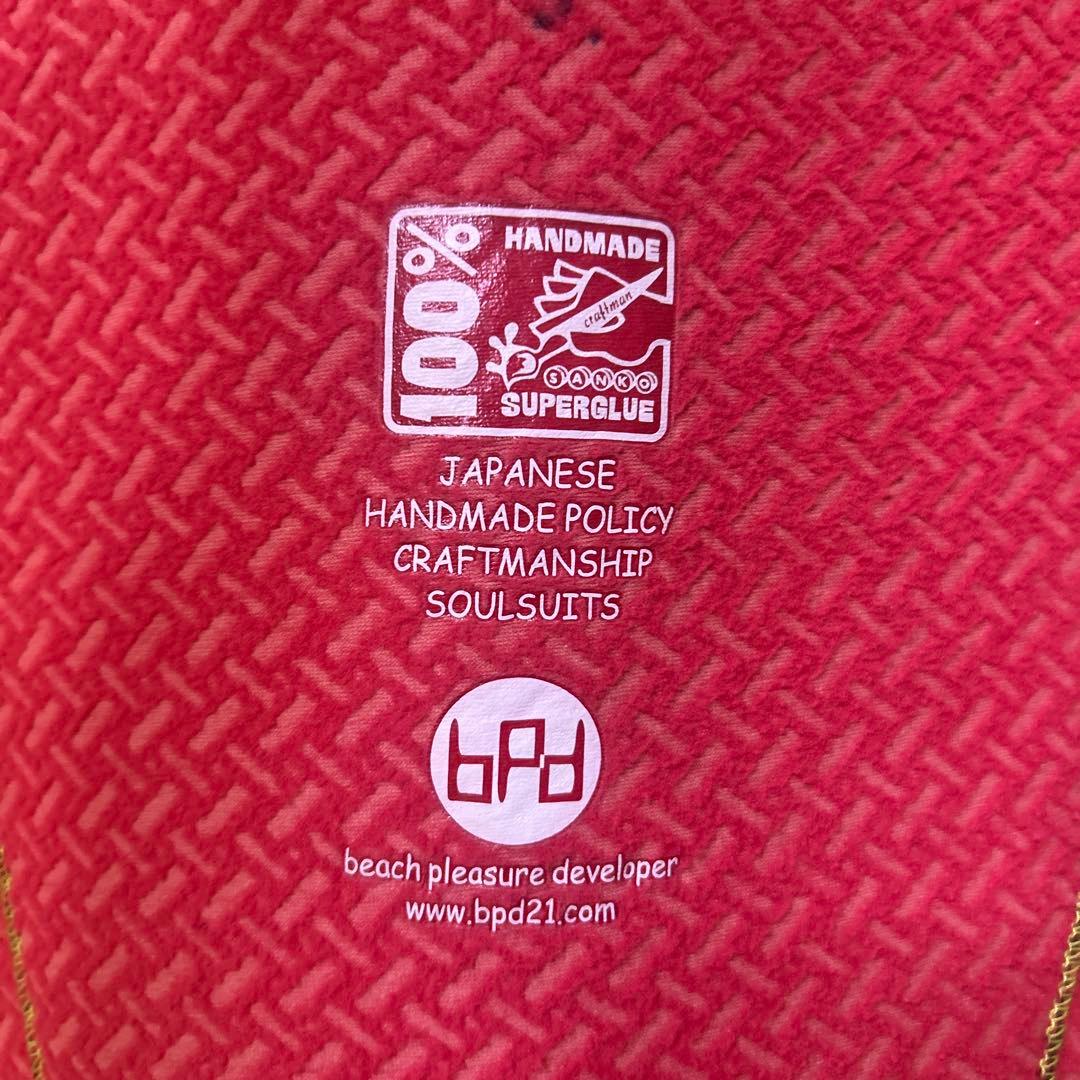 100%
HANDMADE
craftman
SANKO
SUPERGLUE
JAPANESE
HANDMADE POLICY
CRAFTMANSHIP
SOULSUITS
bPd
beach pleasure developer
www.bpd21.com